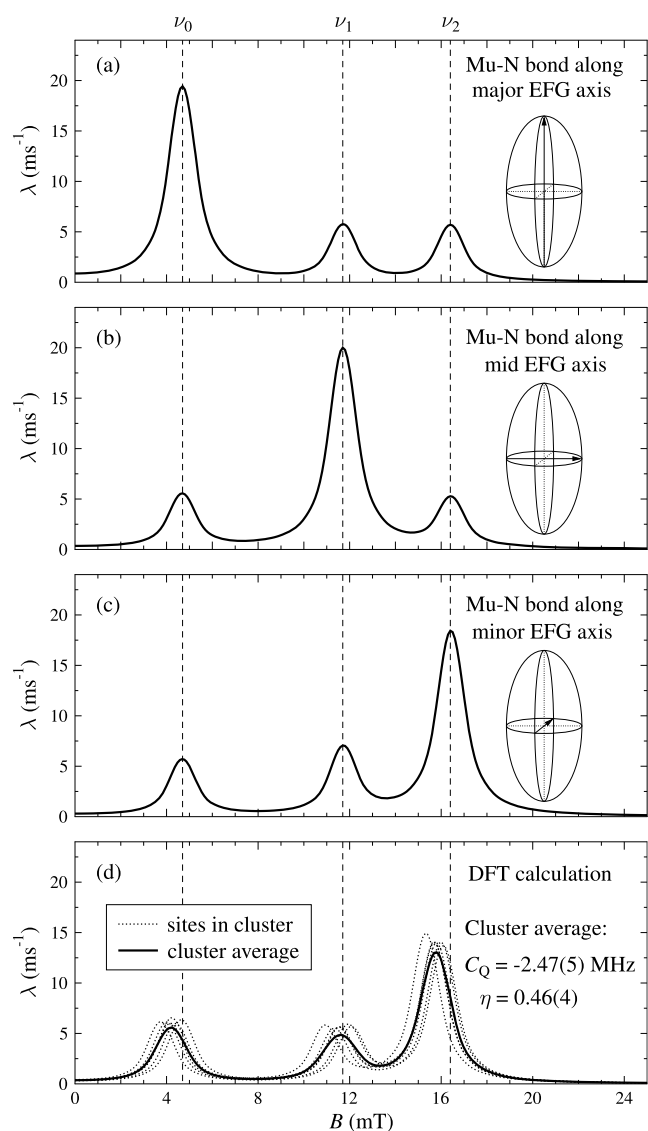 ν₀ ν₁ ν₂
(a)
Mu-N bond along
major EFG axis
20
15
10
5
0
λ (ms⁻¹)
(b)
Mu-N bond along
mid EFG axis
20
15
10
5
0
λ (ms⁻¹)
(c)
Mu-N bond along
minor EFG axis
20
15
10
5
0
λ (ms⁻¹)
(d)
DFT calculation
sites in cluster
cluster average
Cluster average:
C_Q = -2.47(5) MHz
η = 0.46(4)
20
15
10
5
0
λ (ms⁻¹)
0 4 8 12 16 20 24
B (mT)